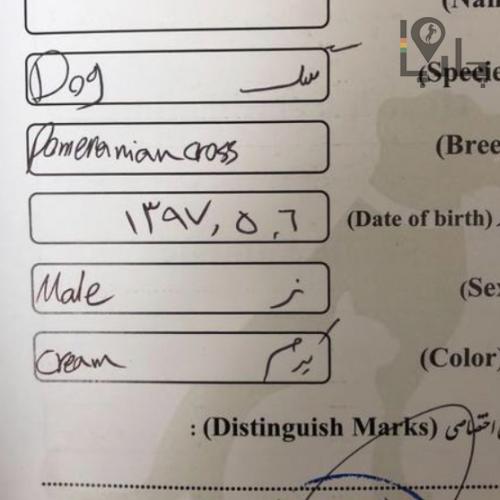 (Nam
Dog سگ (Specie
Pomeranian cross (Bree
۱۳۹۷,۵,۶ (Date of birth)
Male نر (Sex
cream کرم (Color)
اختصاصی (Distinguish Marks) :